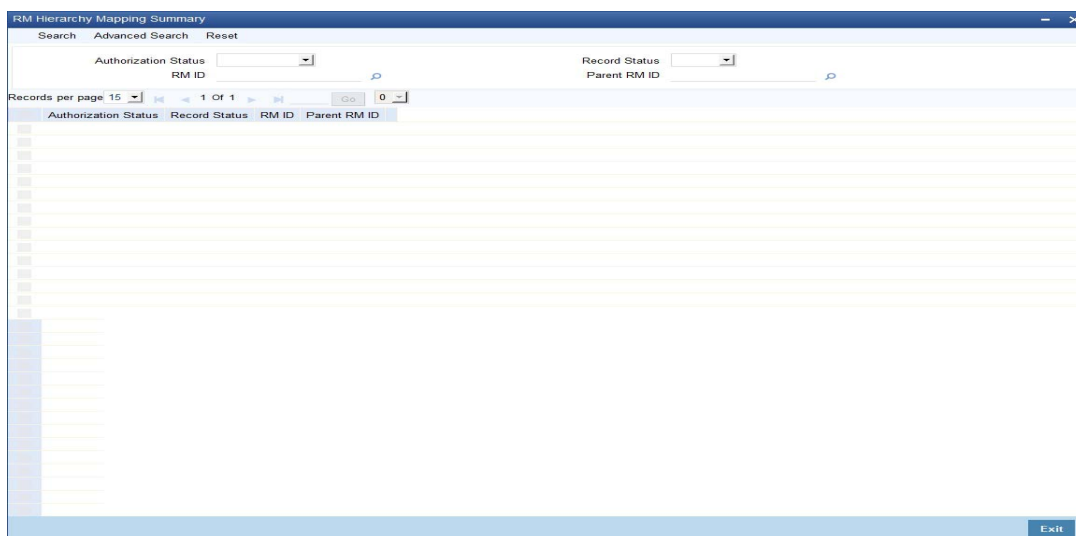 RM Hierarchy Mapping Summary
Search Advanced Search Reset
Authorization Status Record Status
RM ID Parent RM ID
Records per page 15 1 Of 1 Go 0
Authorization Status Record Status RM ID Parent RM ID
Exit